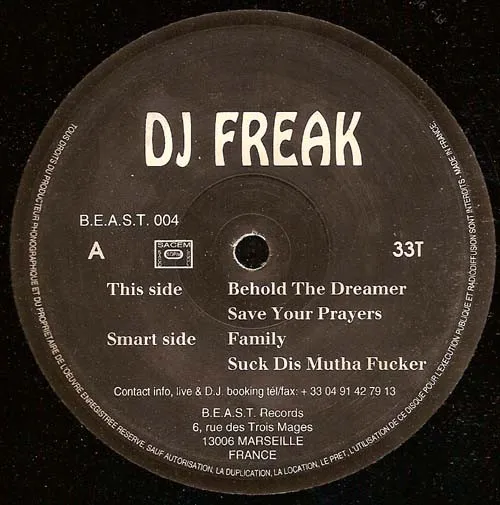 DJ FREAK
B.E.A.S.T. 004
A
SACEM
33T
This side Behold The Dreamer
Save Your Prayers
Smart side Family
Suck Dis Mutha Fucker
Contact info, live & D.J. booking tél/fax: + 33 04 91 42 79 13
B.E.A.S.T. Records
6, rue des Trois Mages
13006 MARSEILLE
FRANCE
TOUS DROITS DU PRODUCTEUR PHONOGRAPHIQUE ET DU PROPRIETAIRE DE L'OEUVRE ENREGISTREE RESERVE, SAUF AUTORISATION, LA DUPLICATION, LA LOCATION, LE PRET, L'UTILISATION DE CE DISQUE POUR L'EXECUTION PUBLIQUE ET RADIODIFFUSION SONT INTERDITS - MADE IN FRANCE.